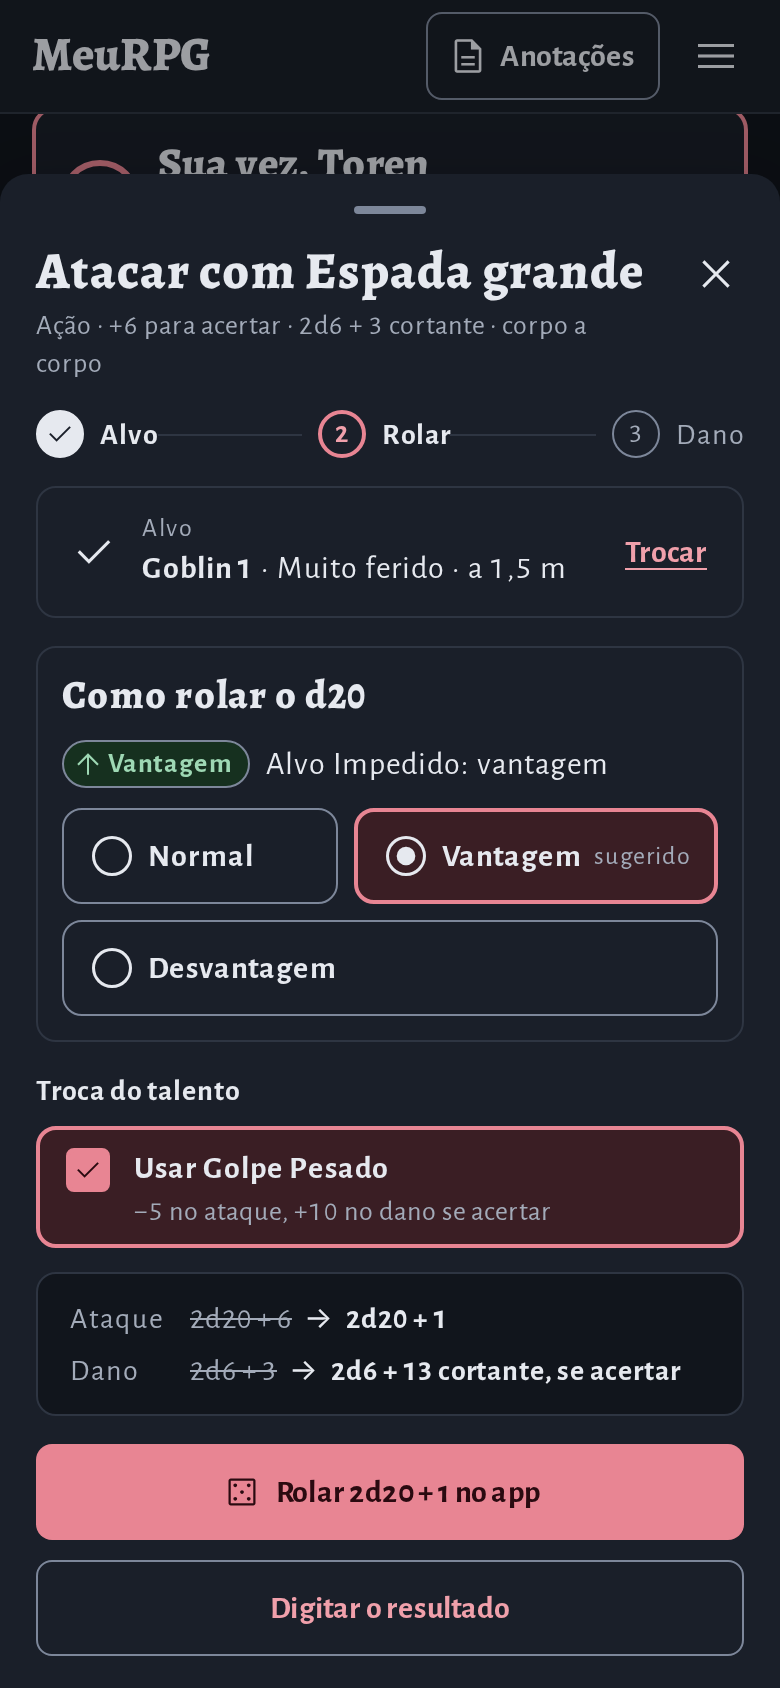 MeuRPG
Anotações
Sua vez, Toren
Atacar com Espada grande
Ação · +6 para acertar · 2d6 + 3 cortante · corpo a
corpo
Alvo
2 Rolar
3 Dano
Alvo
Goblin 1 · Muito ferido · a 1,5 m
Trocar
Como rolar o d20
↑ Vantagem Alvo Impedido: vantagem
Normal
Vantagem sugerido
Desvantagem
Troca do talento
Usar Golpe Pesado
−5 no ataque, +10 no dano se acertar
Ataque 2d20 + 6 → 2d20 + 1
Dano 2d6 + 3 → 2d6 + 13 cortante, se acertar
Rolar 2d20 + 1 no app
Digitar o resultado